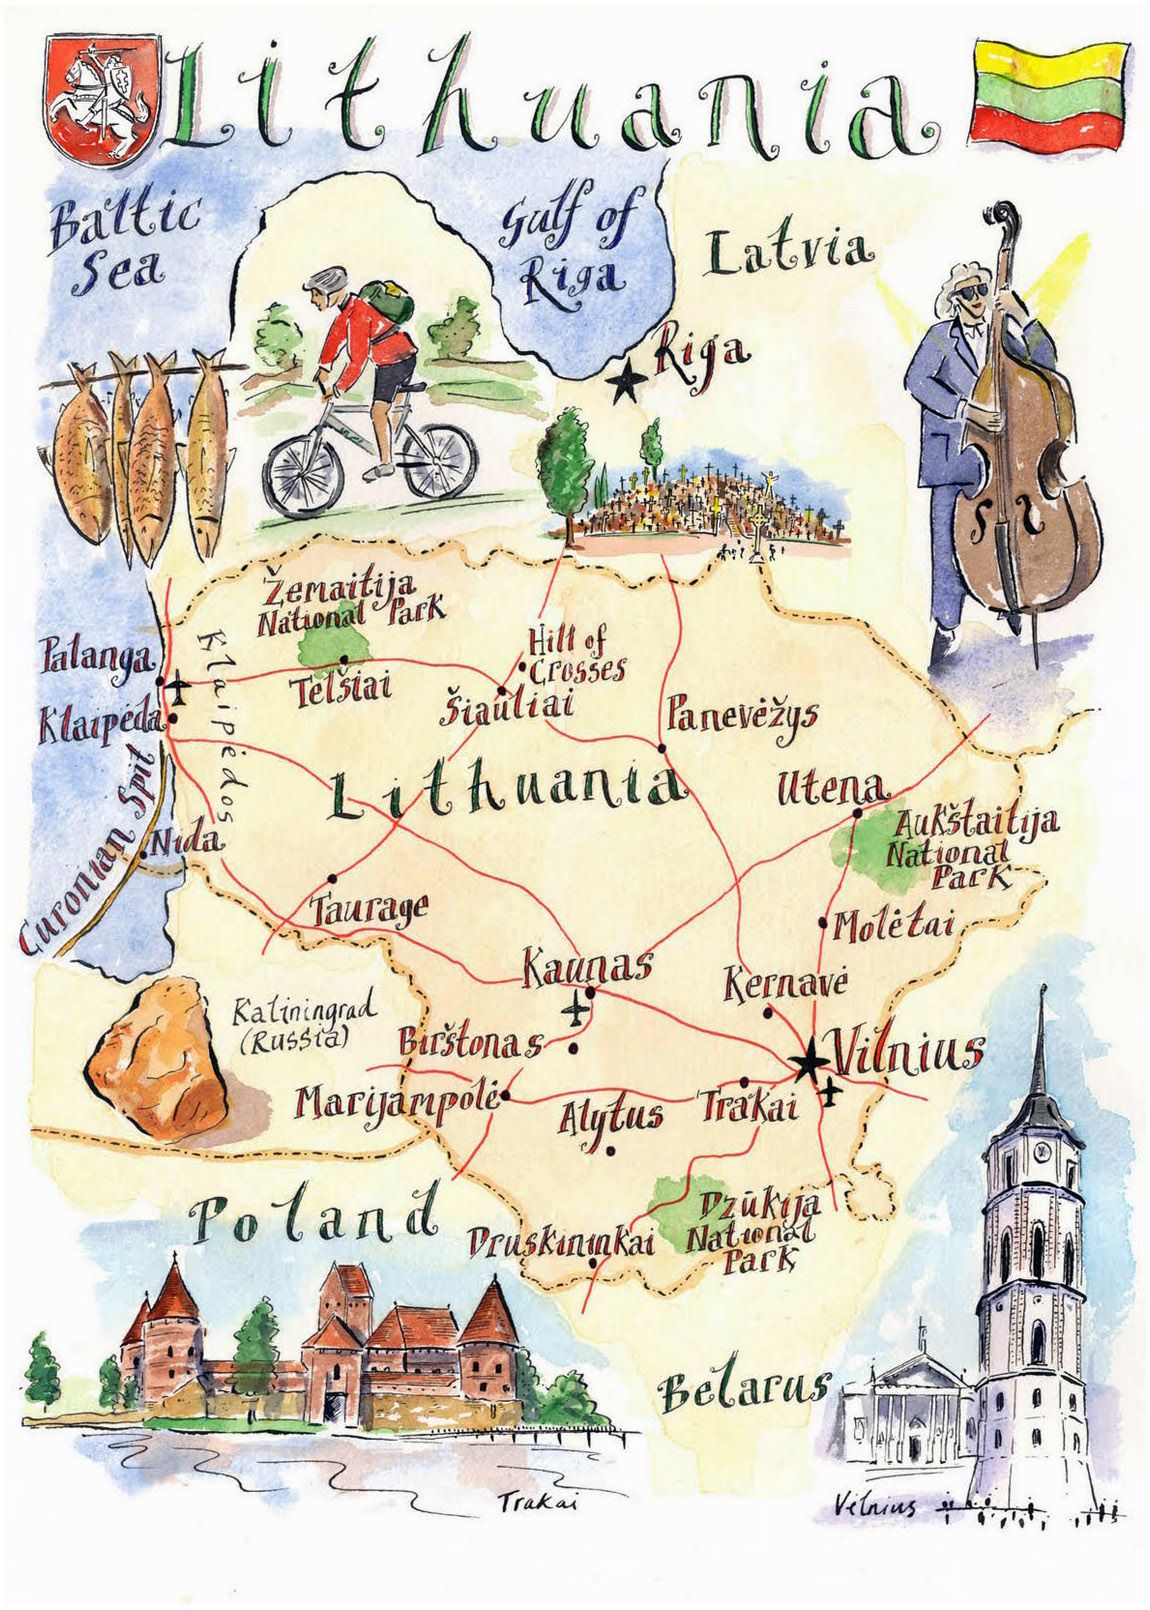 Lithuania
Baltic
Sea
Gulf of
Riga
Latvia
Riga
Žemaitija
National Park
Hill of
Crosses
Palanga
Telšiai
Šiauliai
Klaipėda
Klaipėdos
Panevėžys
Lithuania
Utena
Curonian Spit
Nida
Aukštaitija
National
Park
Taurage
Molėtai
Kaunas
Kernavė
Kaliningrad
(Russia)
Birštonas
Vilnius
Marijampolė
Alytus
Trakai
Poland
Druskininkai
Dzūkija
National
Park
Belarus
Trakai
Vilnius